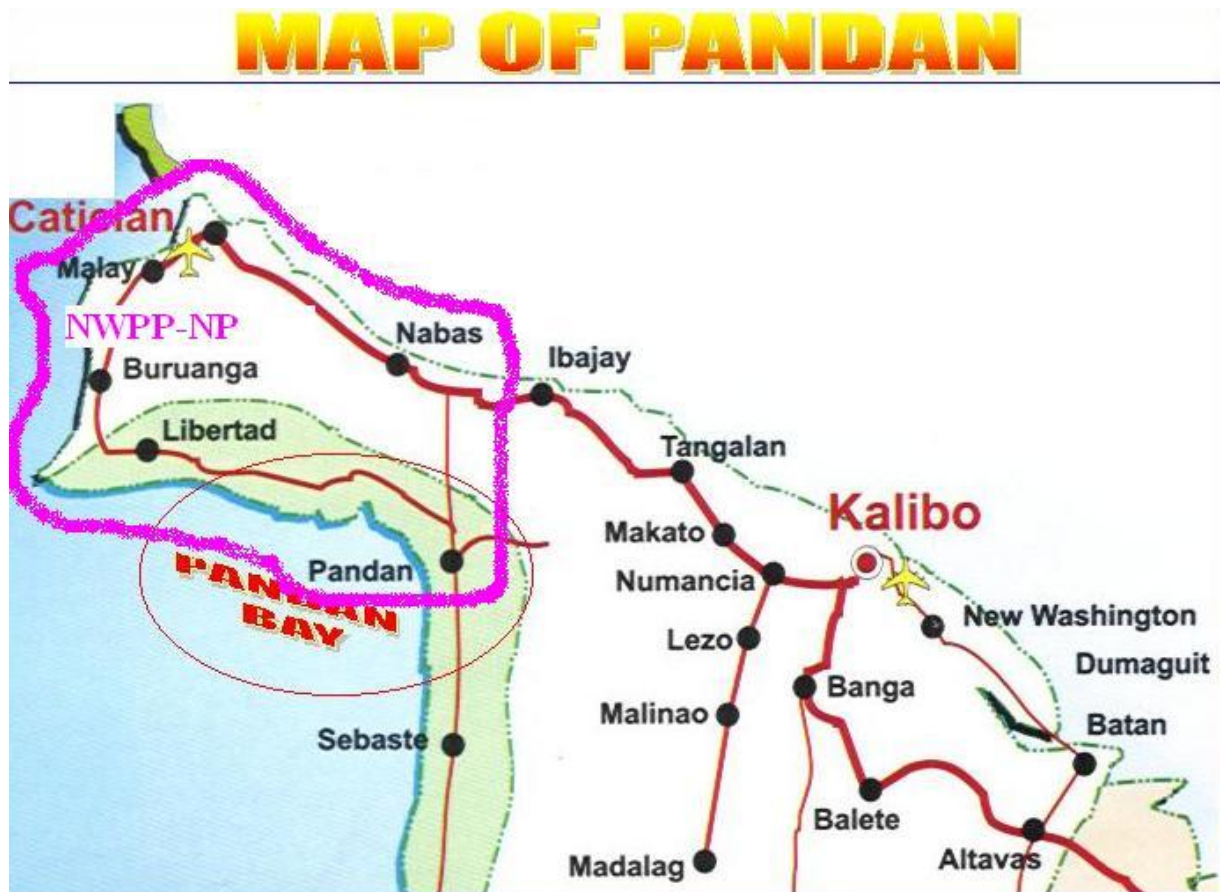 MAP OF PANDAN
Caticlan
Malay
NWPP-NP
Nabas
Ibajay
Buruanga
Libertad
Tangalan
Kalibo
Makato
Pandan
Numancia
PANDAN
BAY
New Washington
Lezo
Dumaguit
Banga
Malinao
Sebaste
Batan
Balete
Madalag
Altavas